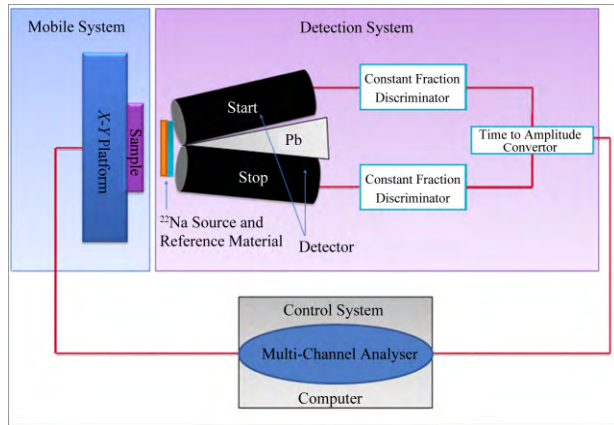 Mobile System
X-Y Platform
Sample
Detection System
Start
Pb
Stop
Constant Fraction
Discriminator
Time to Amplitude
Convertor
Constant Fraction
Discriminator
²²Na Source and
Reference Material
Detector
Control System
Multi-Channel Analyser
Computer